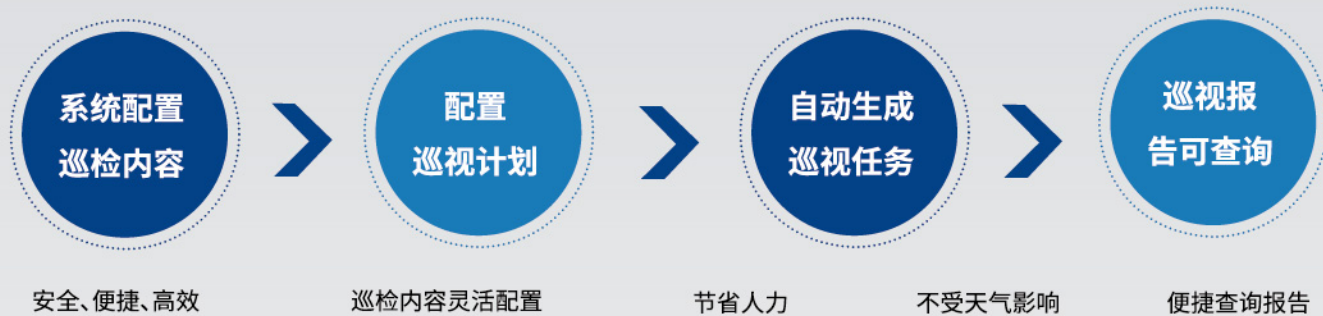 系统配置
巡检内容
配置
巡视计划
自动生成
巡视任务
巡视报
告可查询
安全、便捷、高效
巡检内容灵活配置
节省人力
不受天气影响
便捷查询报告